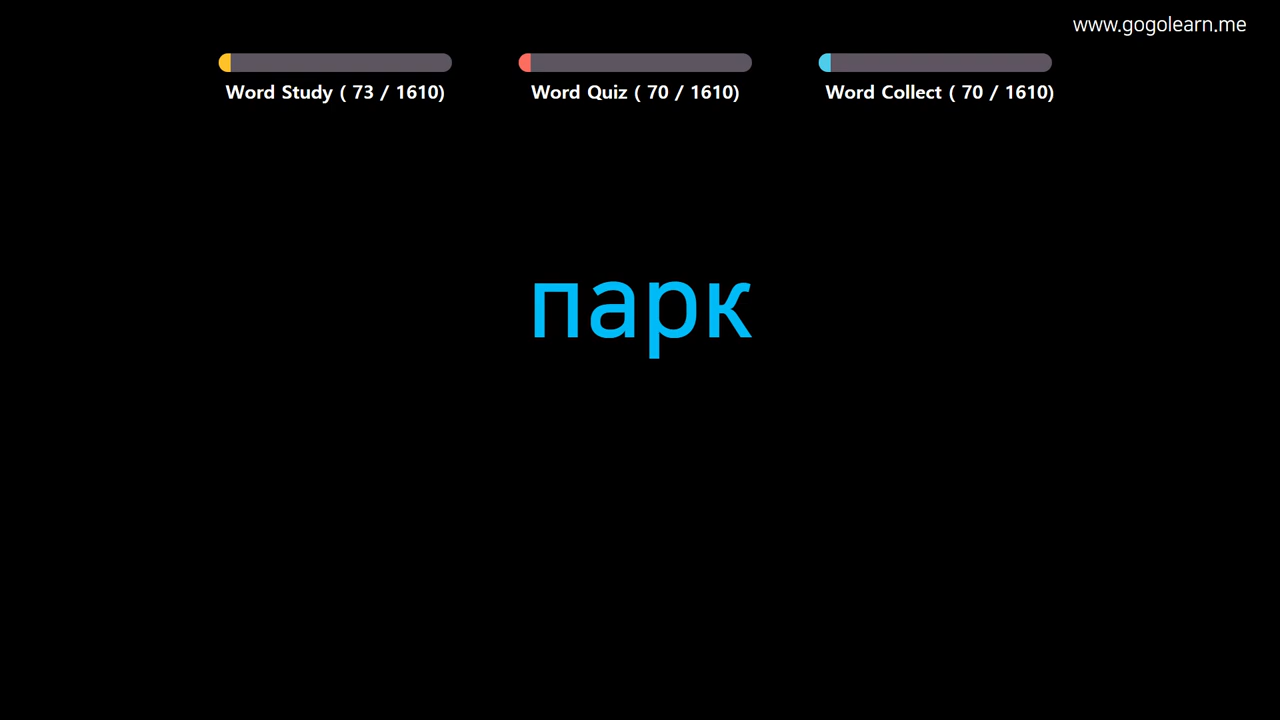 www.gogolearn.me
Word Study ( 73 / 1610)
Word Quiz ( 70 / 1610)
Word Collect ( 70 / 1610)
парк